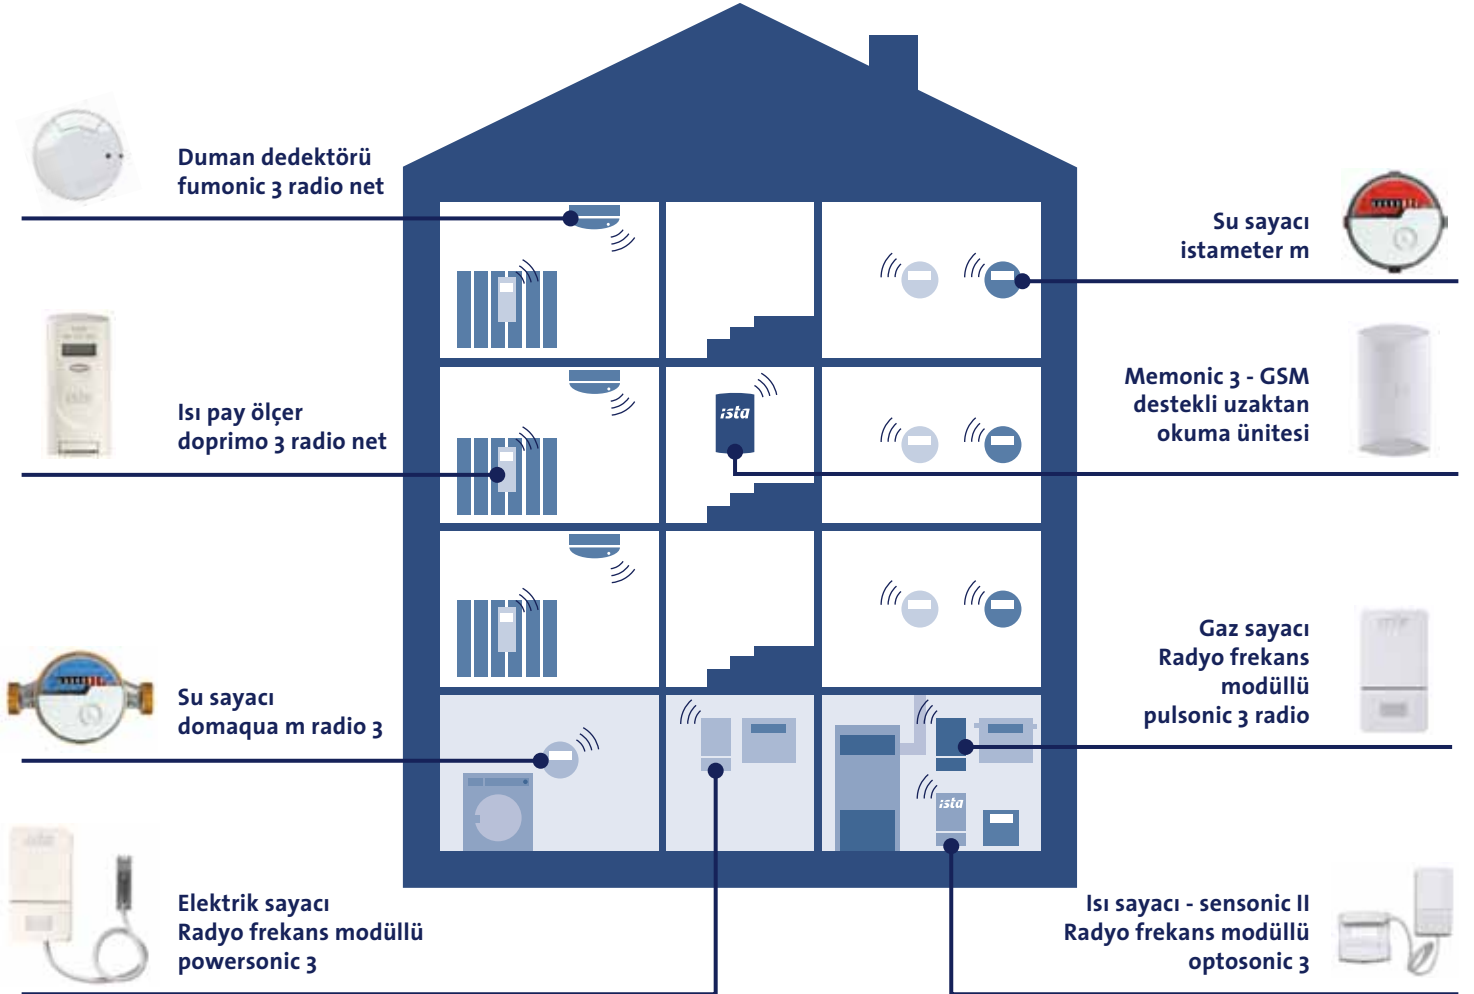 Duman dedektörü
fumonic 3 radio net
Su sayacı
istameter m
Isı pay ölçer
doprimo 3 radio net
ista
Memonic 3 - GSM
destekli uzaktan
okuma ünitesi
Su sayacı
domaqua m radio 3
Gaz sayacı
Radyo frekans
modüllü
pulsonic 3 radio
ista
Elektrik sayacı
Radyo frekans modüllü
powersonic 3
Isı sayacı - sensonic II
Radyo frekans modüllü
optosonic 3